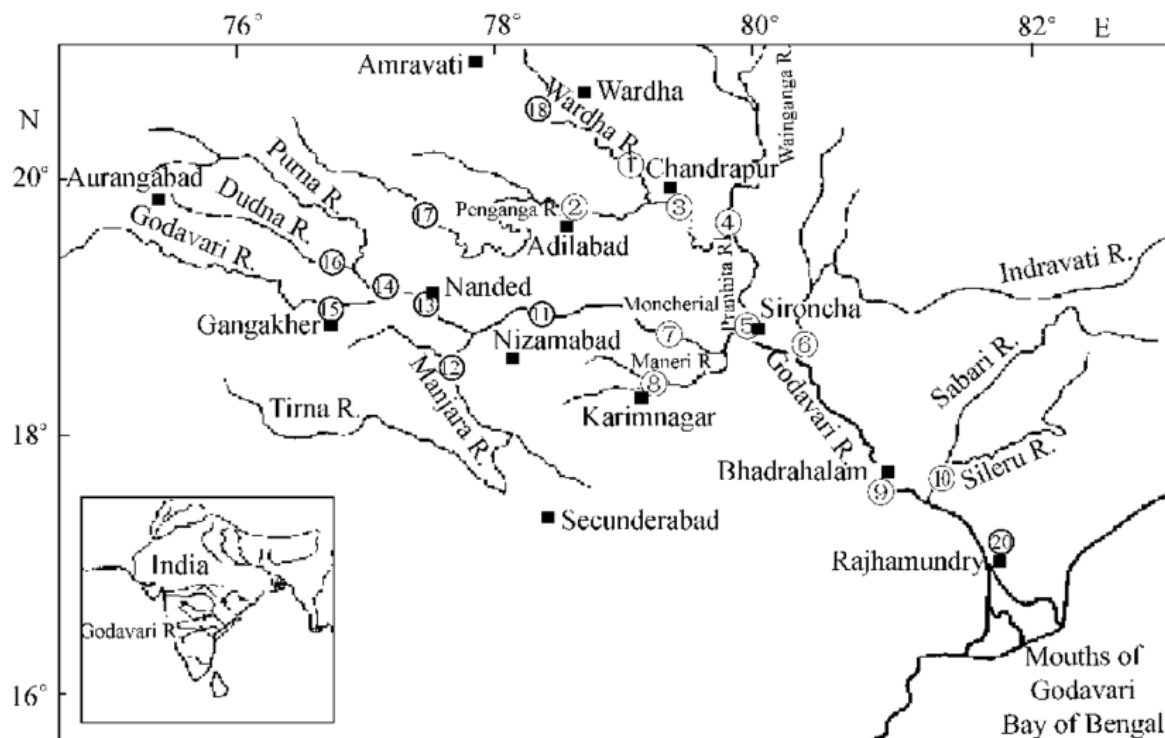 76° 78° 80° 82° E
Amravati
Wardha
N
⑱
Wardha R.
Wainganga R.
①
20°
Chandrapur
Aurangabad
Purna R.
Dudna R.
Godavari R.
⑰
Penganga R.
②
③
④
Adilabad
Pranhita R.
Indravati R.
⑯
⑭
Nanded
⑬
⑮
⑪
Moncherial
Sironcha
Gangakher
⑤
⑥
⑦
Nizamabad
⑫
Maneri R.
⑧
Karimnagar
Manjara R.
Tirna R.
Godavari R.
Sabari R.
18°
Sileru R.
Bhadrahalam
⑨
⑩
Secunderabad
India
Godavari R.
⑳
Rajhamundry
16°
Mouths of
Godavari
Bay of Bengal